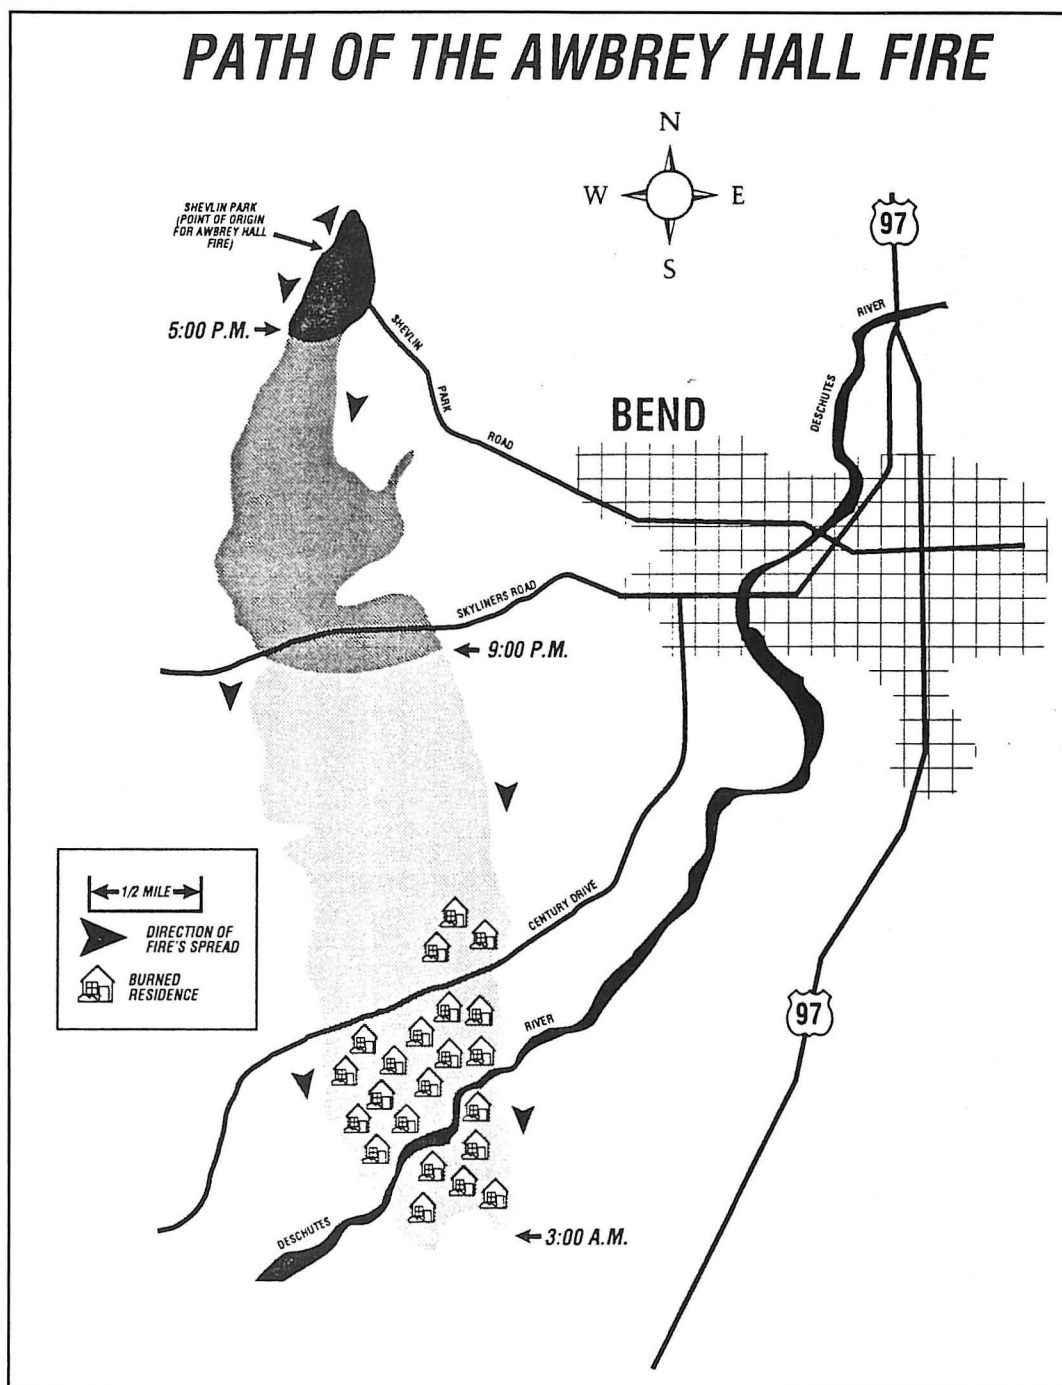 PATH OF THE AWBREY HALL FIRE
N
W
E
S
SHEVLIN PARK
(POINT OF ORIGIN
FOR AWBREY HALL
FIRE)
97
5:00 P.M.
SHEVLIN
PARK
ROAD
RIVER
DESCHUTES
BEND
SKYLINERS ROAD
9:00 P.M.
1/2 MILE
DIRECTION OF
FIRE'S SPREAD
BURNED
RESIDENCE
CENTURY DRIVE
RIVER
97
DESCHUTES
3:00 A.M.